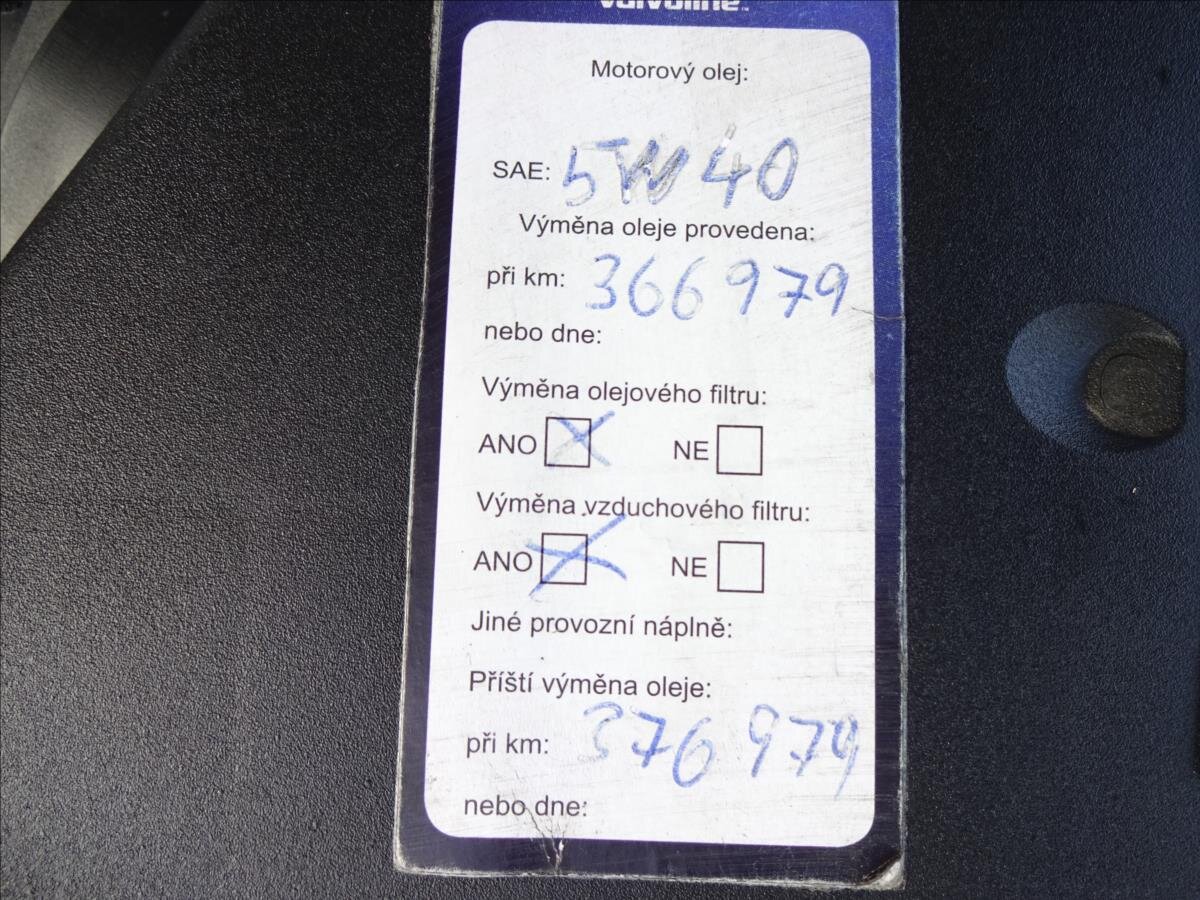 Valvoline™
Motorový olej:
SAE: 5W40
Výměna oleje provedena:
při km: 366979
nebo dne:
Výměna olejového filtru:
ANO X NE
Výměna vzduchového filtru:
ANO X NE
Jiné provozní náplně:
Příští výměna oleje:
při km: 376979
nebo dne: